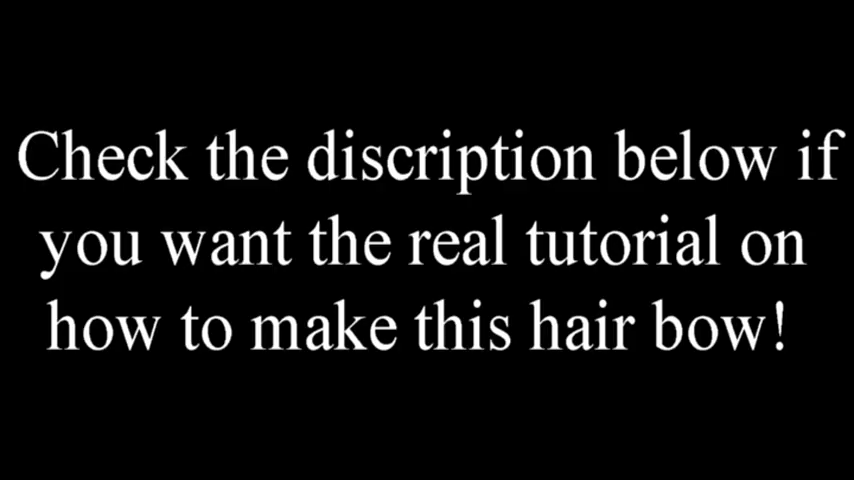 Check the discription below if
you want the real tutorial on
how to make this hair bow!